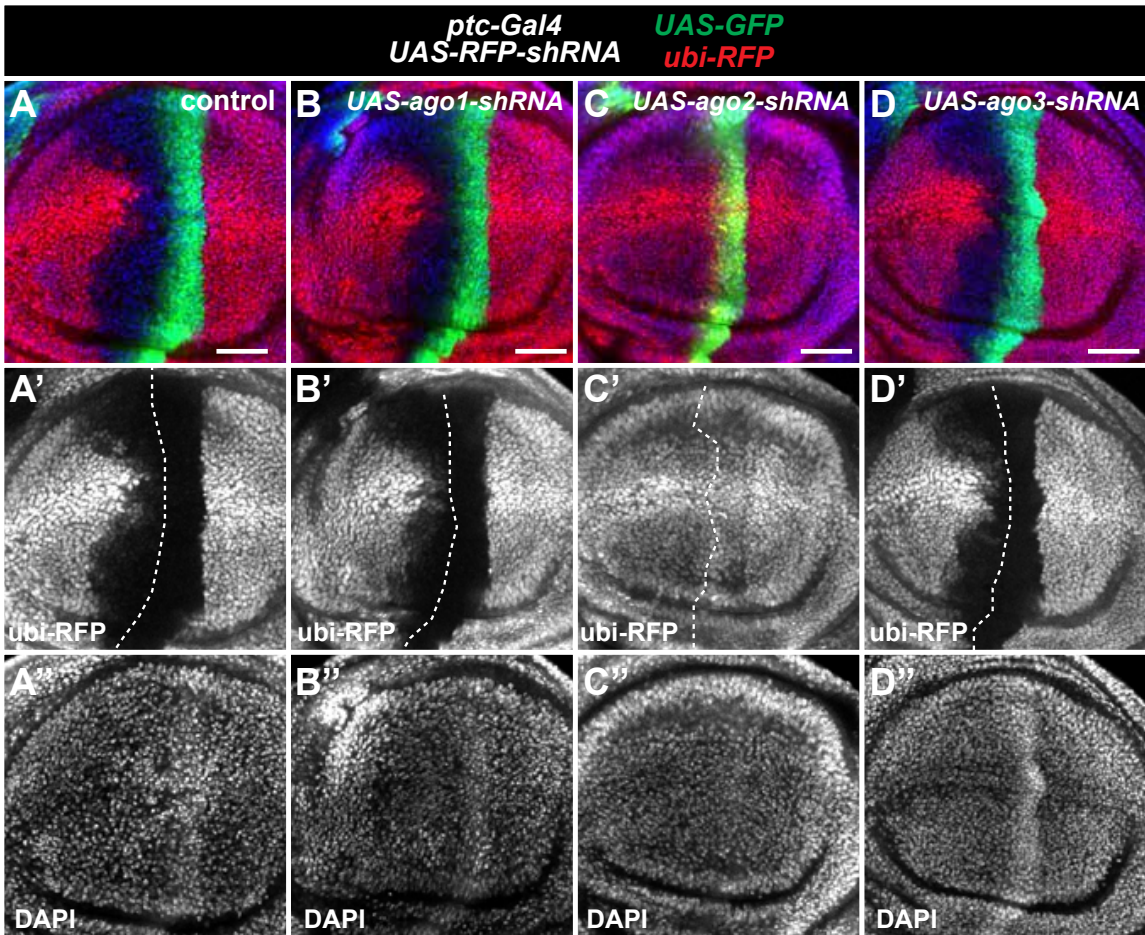 ptc-Gal4 UAS-GFP
UAS-RFP-shRNA ubi-RFP
A control
B UAS-ago1-shRNA
C UAS-ago2-shRNA
D UAS-ago3-shRNA
A'
ubi-RFP
B'
ubi-RFP
C'
ubi-RFP
D'
ubi-RFP
A''
DAPI
B''
DAPI
C''
DAPI
D''
DAPI